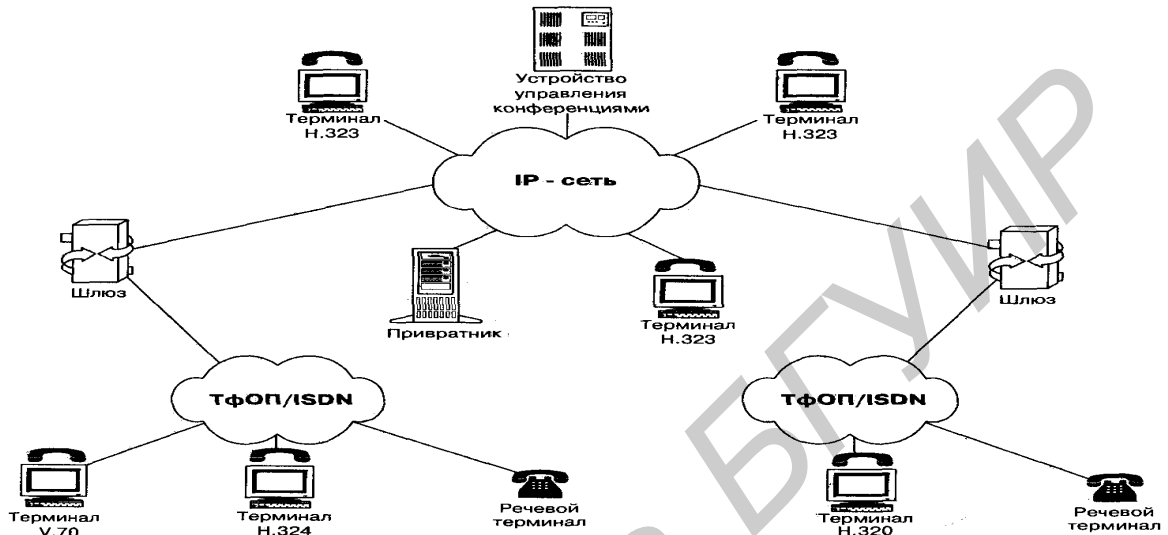 Устройство
управления
конференциями
Терминал
Н.323
Терминал
Н.323
IP - сеть
Шлюз
Привратник
Терминал
Н.323
Шлюз
ТфОП/ISDN
ТфОП/ISDN
Терминал
V.70
Терминал
Н.324
Речевой
терминал
Терминал
Н.320
Речевой
терминал
БГУИР